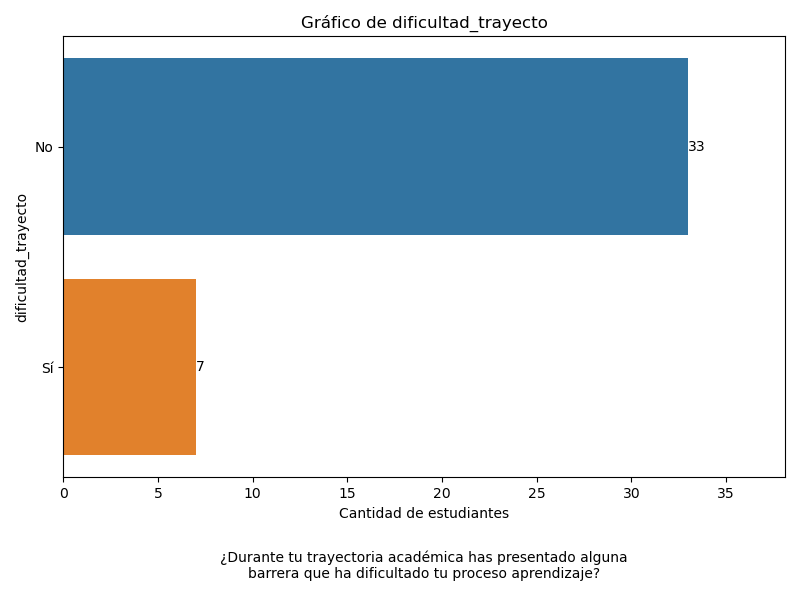 Gráfico de dificultad_trayecto
dificultad_trayecto
No
33
Sí
7
0 5 10 15 20 25 30 35
Cantidad de estudiantes
¿Durante tu trayectoria académica has presentado alguna
barrera que ha dificultado tu proceso aprendizaje?